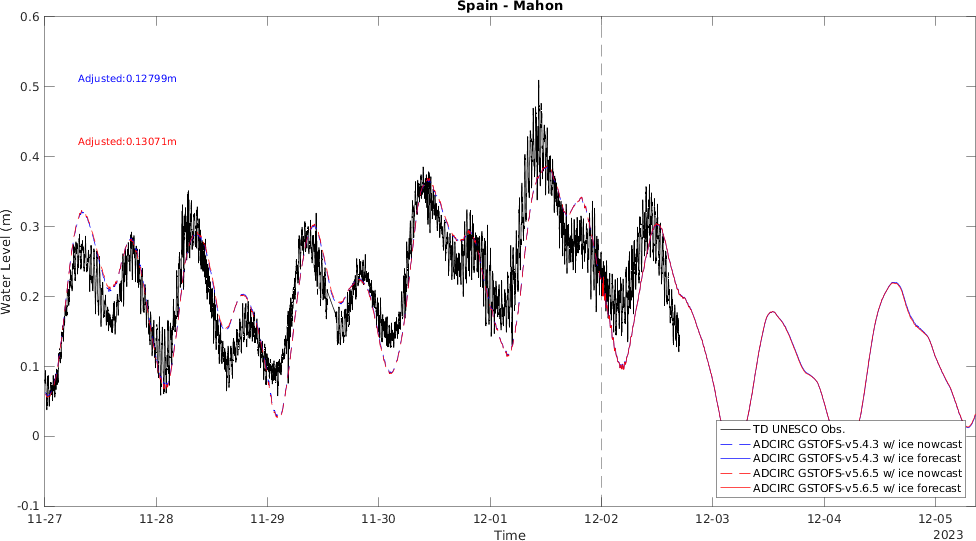 Spain - Mahon
0.6
0.5
0.4
0.3
0.2
0.1
0
-0.1
Water Level (m)
Adjusted:0.12799m
Adjusted:0.13071m
TD UNESCO Obs.
ADCIRC GSTOFS-v5.4.3 w/ ice nowcast
ADCIRC GSTOFS-v5.4.3 w/ ice forecast
ADCIRC GSTOFS-v5.6.5 w/ ice nowcast
ADCIRC GSTOFS-v5.6.5 w/ ice forecast
11-27 11-28 11-29 11-30 12-01 12-02 12-03 12-04 12-05
Time
2023